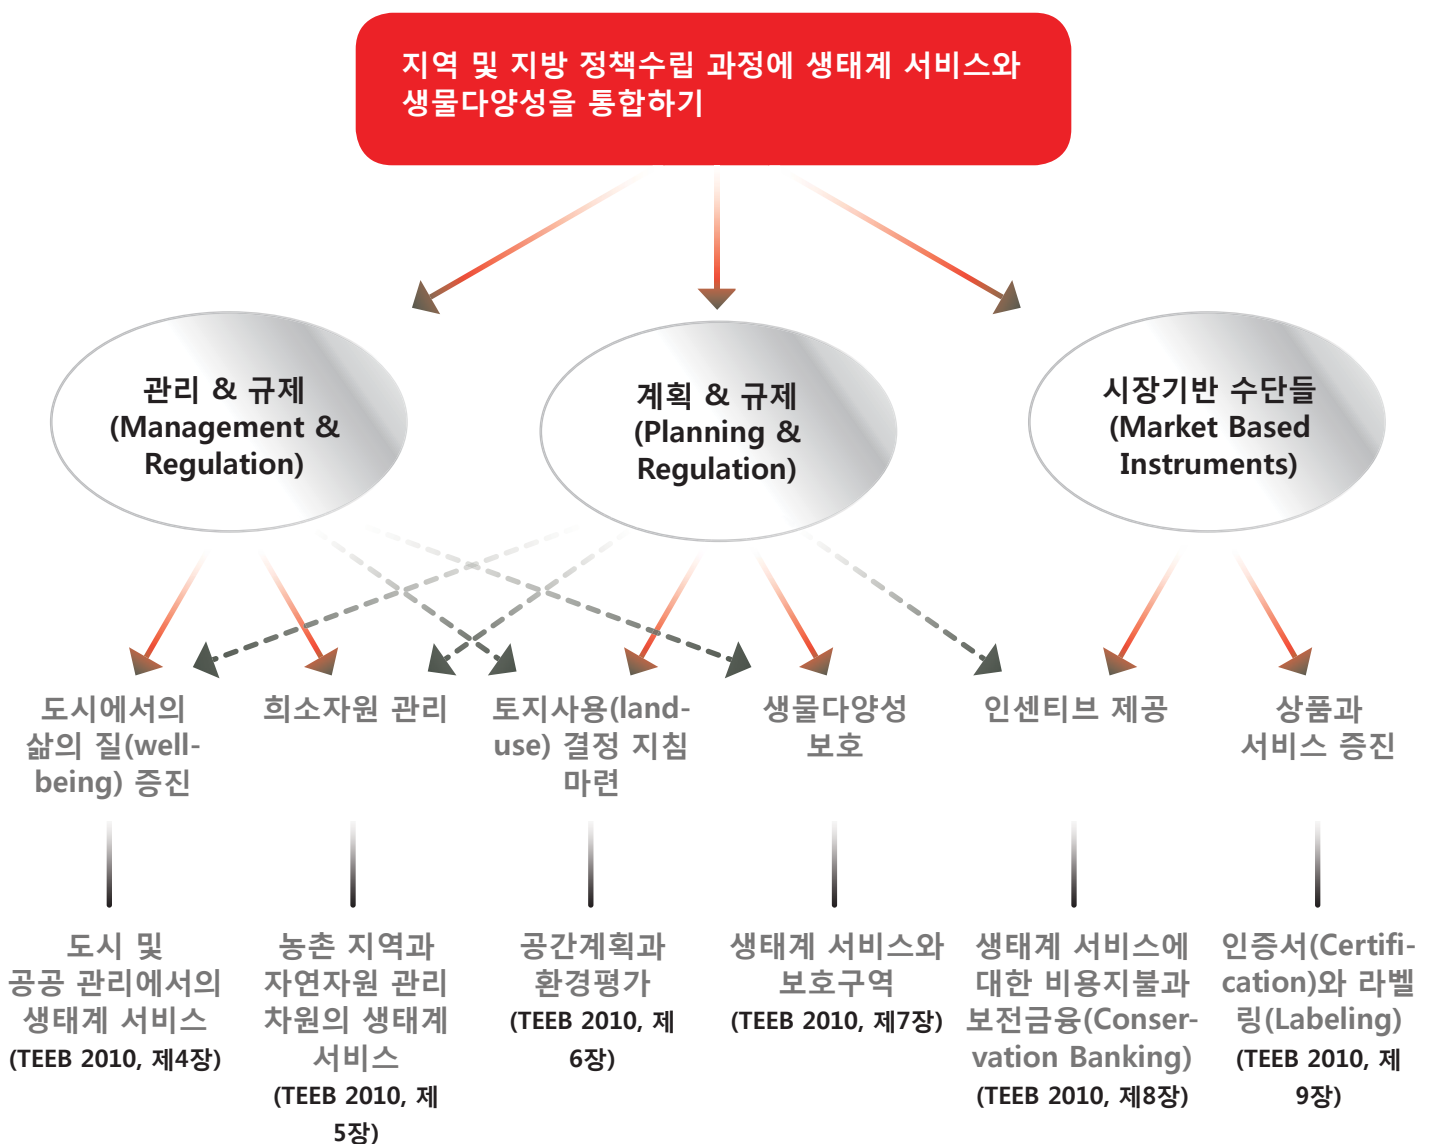 지역 및 지방 정책수립 과정에 생태계 서비스와
생물다양성을 통합하기
관리 & 규제
(Management &
Regulation)
계획 & 규제
(Planning &
Regulation)
시장기반 수단들
(Market Based
Instruments)
도시에서의
삶의 질(well-
being) 증진
희소자원 관리
토지사용(land-
use) 결정 지침
마련
생물다양성
보호
인센티브 제공
상품과
서비스 증진
도시 및
공공 관리에서의
생태계 서비스
(TEEB 2010, 제4장)
농촌 지역과
자연자원 관리
차원의 생태계
서비스
(TEEB 2010, 제
5장)
공간계획과
환경평가
(TEEB 2010, 제
6장)
생태계 서비스와
보호구역
(TEEB 2010, 제7장)
생태계 서비스에
대한 비용지불과
보전금융(Conser-
vation Banking)
(TEEB 2010, 제8장)
인증서(Certifi-
cation)와 라벨
링(Labeling)
(TEEB 2010, 제
9장)